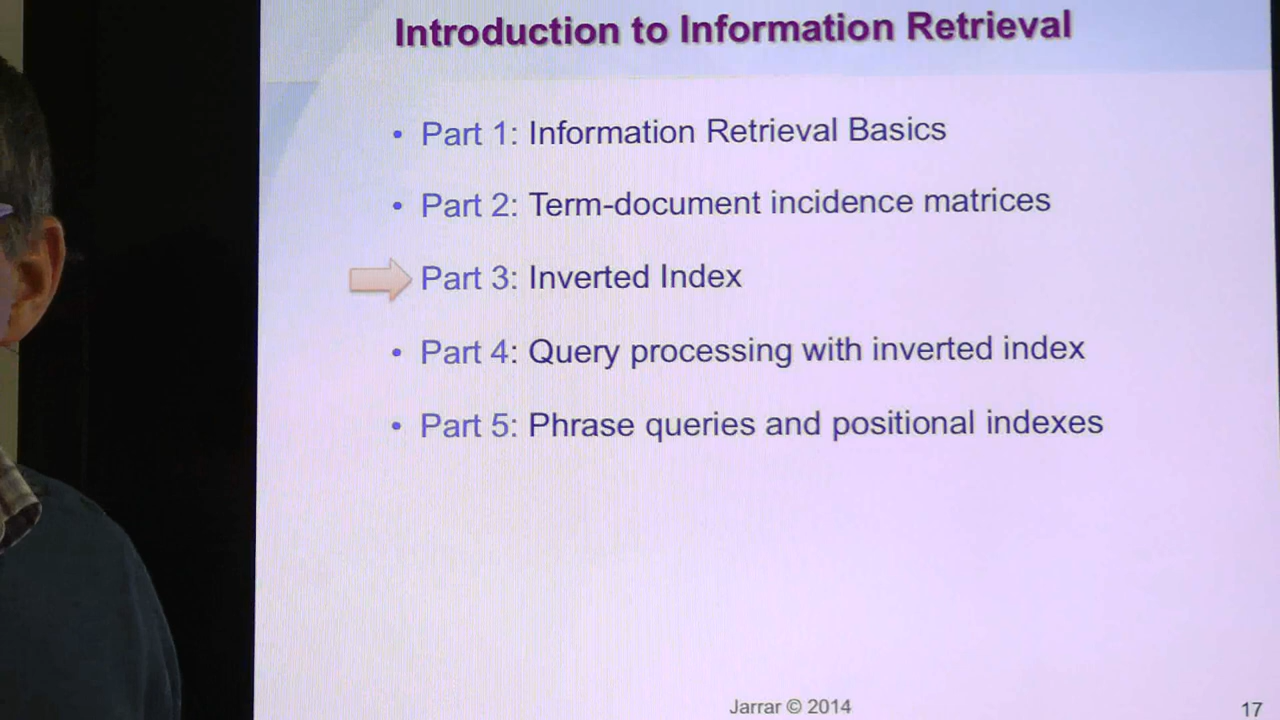 Introduction to Information Retrieval
• Part 1: Information Retrieval Basics
• Part 2: Term-document incidence matrices
Part 3: Inverted Index
• Part 4: Query processing with inverted index
• Part 5: Phrase queries and positional indexes
Jarrar © 2014
17